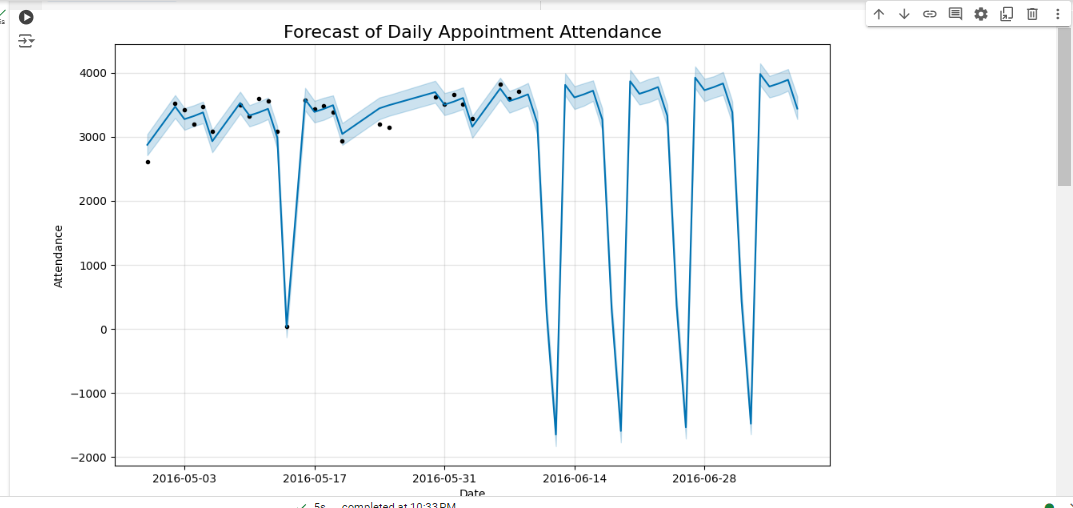 Forecast of Daily Appointment Attendance
4000
3000
2000
1000
0
−1000
−2000
Attendance
2016-05-03 2016-05-17 2016-05-31 2016-06-14 2016-06-28
Date
5s completed at 10:33 PM